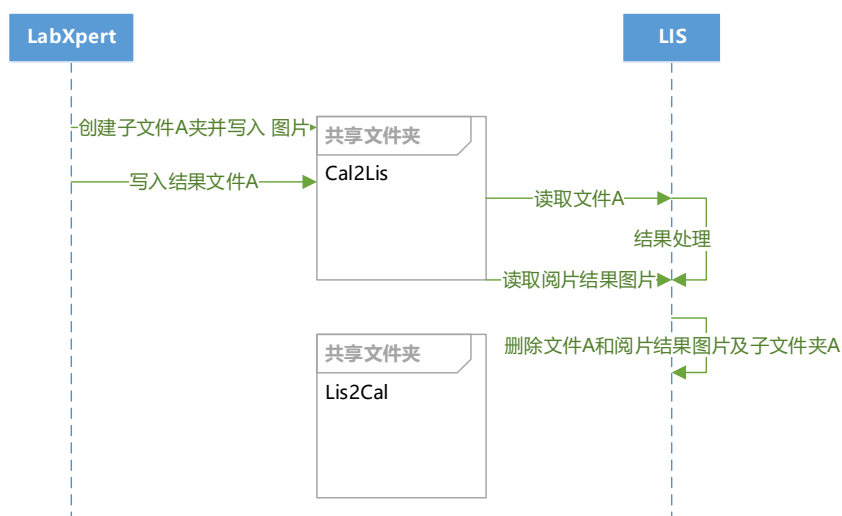 LabXpert
LIS
创建子文件A夹并写入 图片
共享文件夹
Cal2Lis
写入结果文件A
读取文件A
结果处理
读取阅片结果图片
共享文件夹
删除文件A和阅片结果图片及子文件夹A
Lis2Cal